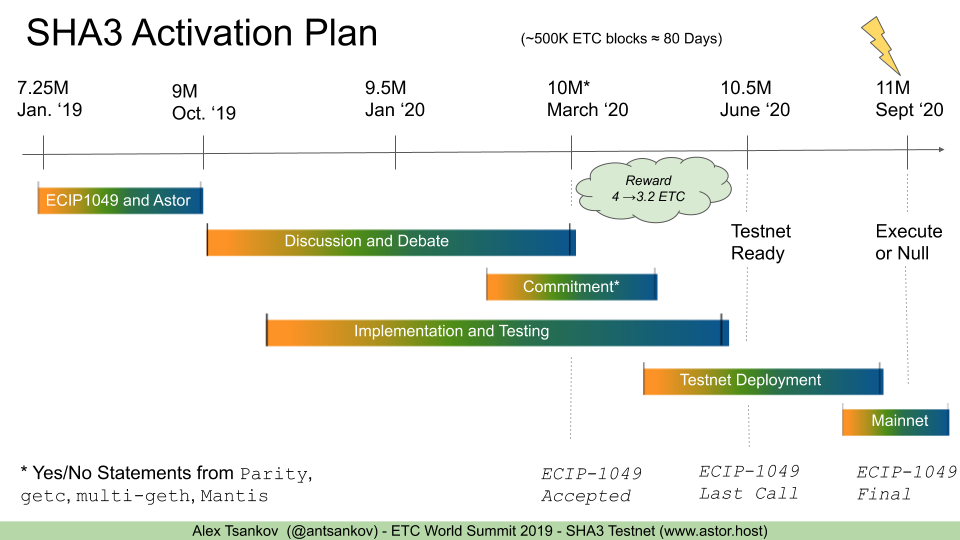 SHA3 Activation Plan
(~500K ETC blocks ≈ 80 Days)
7.25M
Jan. ‘19
9M
Oct. ‘19
9.5M
Jan ‘20
10M*
March ‘20
10.5M
June ‘20
11M
Sept ‘20
ECIP1049 and Astor
Reward
4 →3.2 ETC
Discussion and Debate
Testnet
Ready
Execute
or Null
Commitment*
Implementation and Testing
Testnet Deployment
Mainnet
* Yes/No Statements from Parity,
getc, multi-geth, Mantis
ECIP-1049
Accepted
ECIP-1049
Last Call
ECIP-1049
Final
Alex Tsankov  (@antsankov) - ETC World Summit 2019 - SHA3 Testnet (www.astor.host)